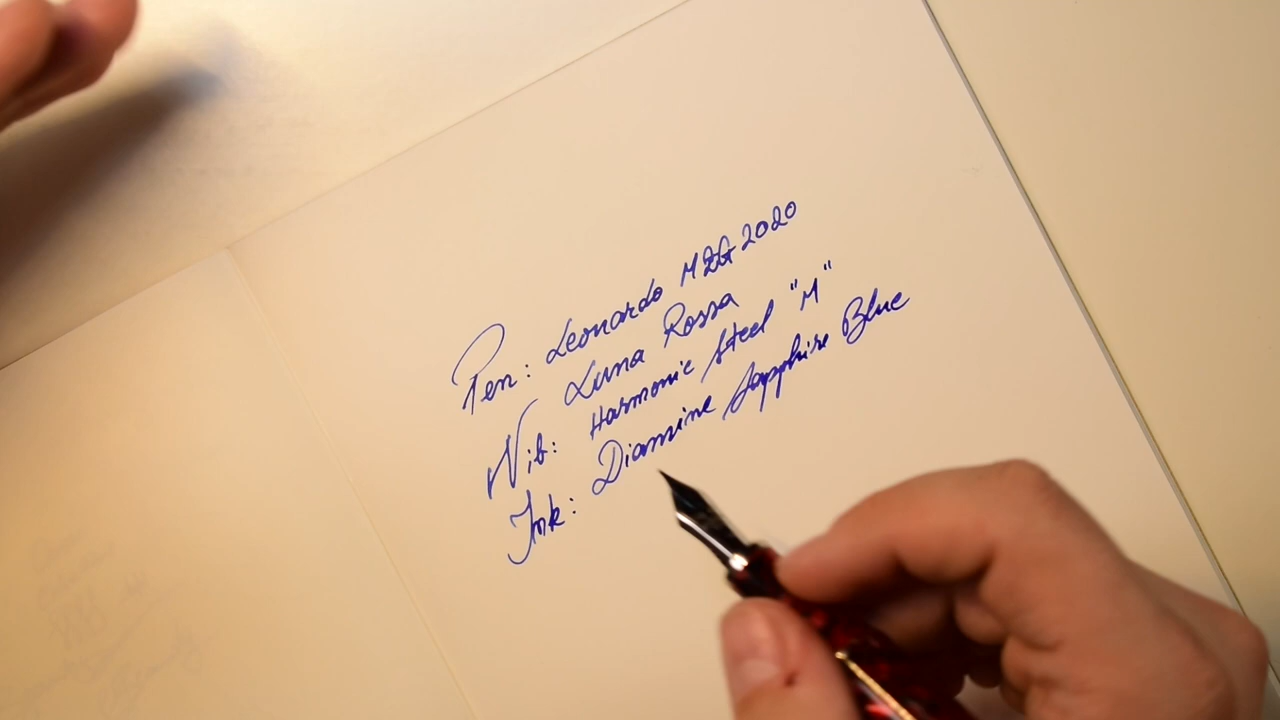 Pen: Leonardo MZG 2020
Luna Rossa
Nib: Harmonic Steel "M"
Ink: Diamine Sapphire Blue